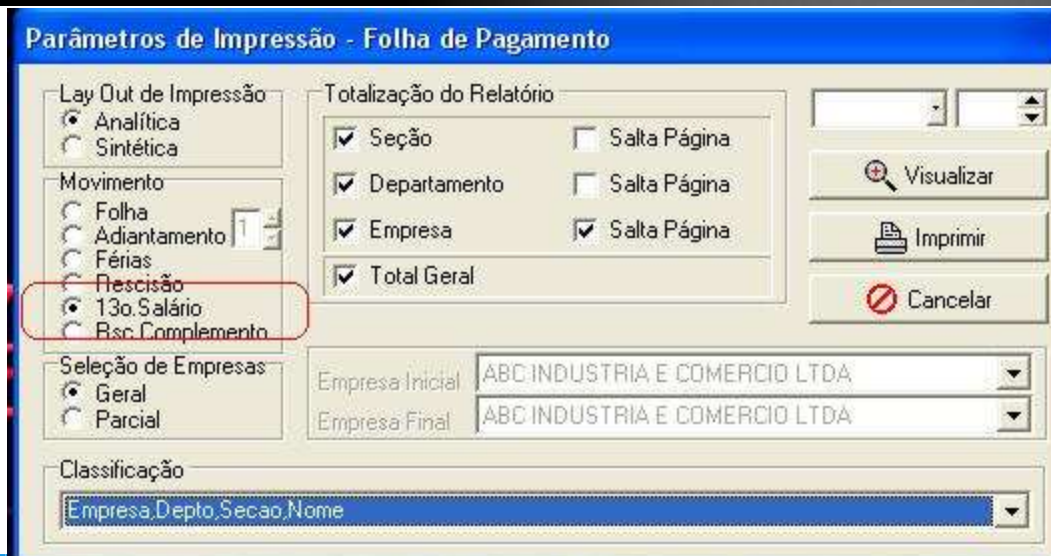 Parâmetros de Impressão - Folha de Pagamento
Lay Out de Impressão
Analítica
Sintética
Movimento
Folha
Adiantamento 1
Férias
Rescisão
13o.Salário
Rsc.Complemento
Seleção de Empresas
Geral
Parcial
Totalização do Relatório
Seção Salta Página
Departamento Salta Página
Empresa Salta Página
Total Geral
Visualizar
Imprimir
Cancelar
Empresa Inicial ABC INDUSTRIA E COMERCIO LTDA
Empresa Final ABC INDUSTRIA E COMERCIO LTDA
Classificação
Empresa,Depto,Secao,Nome